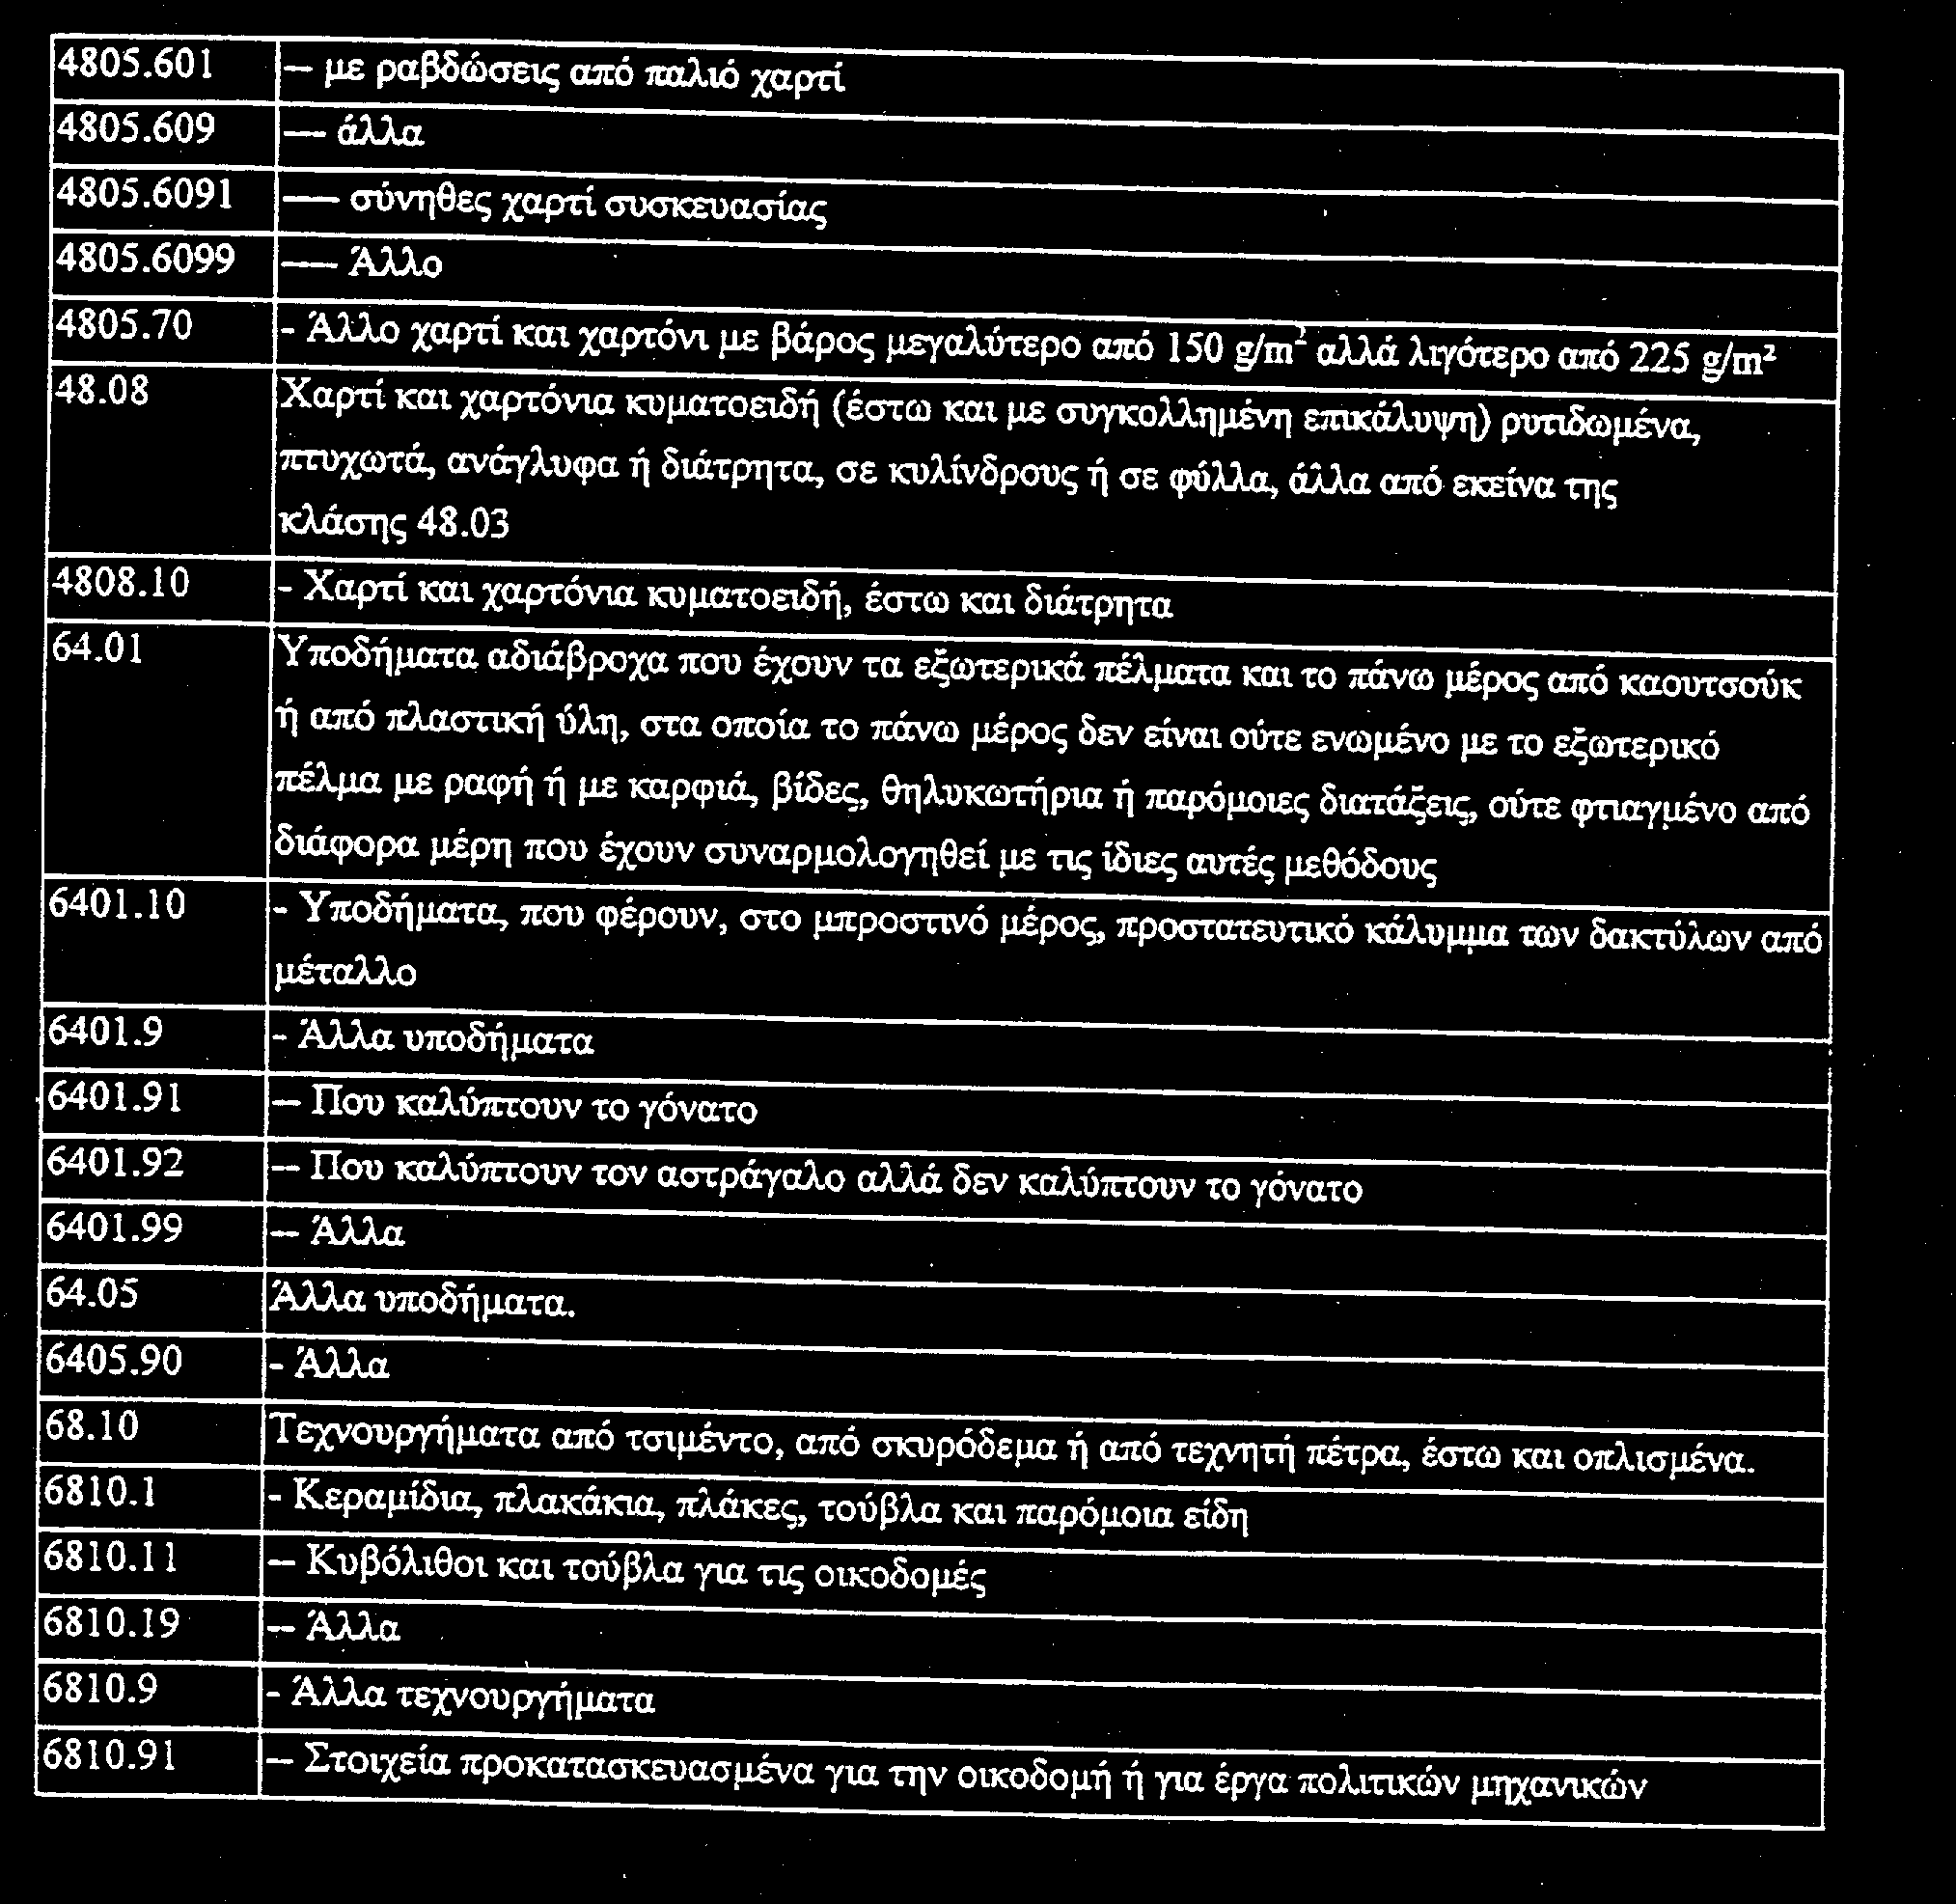 4805.601 -- με ραβδώσεις από παλιό χαρτί
4805.609 --- άλλα
4805.6091 ---- σύνηθες χαρτί συσκευασίας
4805.6099 ---- Άλλο
4805.70 - Άλλο χαρτί και χαρτόνι με βάρος μεγαλύτερο από 150 g/m² αλλά λιγότερο από 225 g/m²
48.08 Χαρτί και χαρτόνια κυματοειδή (έστω και με συγκολλημένη επικάλυψη) ρυτιδωμένα,
πτυχωτά, ανάγλυφα ή διάτρητα, σε κυλίνδρους ή σε φύλλα, άλλα από εκείνα της
κλάσης 48.03
4808.10 - Χαρτί και χαρτόνια κυματοειδή, έστω και διάτρητα
64.01 Υποδήματα αδιάβροχα που έχουν τα εξωτερικά πέλματα και το πάνω μέρος από καουτσούκ
ή από πλαστική ύλη, στα οποία το πάνω μέρος δεν είναι ούτε ενωμένο με το εξωτερικό
πέλμα με ραφή ή με καρφιά, βίδες, θηλυκωτήρια ή παρόμοιες διατάξεις, ούτε φτιαγμένο από
διάφορα μέρη που έχουν συναρμολογηθεί με τις ίδιες αυτές μεθόδους
6401.10 - Υποδήματα, που φέρουν, στο μπροστινό μέρος, προστατευτικό κάλυμμα των δακτύλων από
μέταλλο
6401.9 - Άλλα υποδήματα
6401.91 -- Που καλύπτουν το γόνατο
6401.92 -- Που καλύπτουν τον αστράγαλο αλλά δεν καλύπτουν το γόνατο
6401.99 -- Άλλα
64.05 Άλλα υποδήματα.
6405.90 - Άλλα
68.10 Τεχνουργήματα από τσιμέντο, από σκυρόδεμα ή από τεχνητή πέτρα, έστω και οπλισμένα.
6810.1 - Κεραμίδια, πλακάκια, πλάκες, τούβλα και παρόμοια είδη
6810.11 -- Κυβόλιθοι και τούβλα για τις οικοδομές
6810.19 -- Άλλα
6810.9 - Άλλα τεχνουργήματα
6810.91 -- Στοιχεία προκατασκευασμένα για την οικοδομή ή για έργα πολιτικών μηχανικών